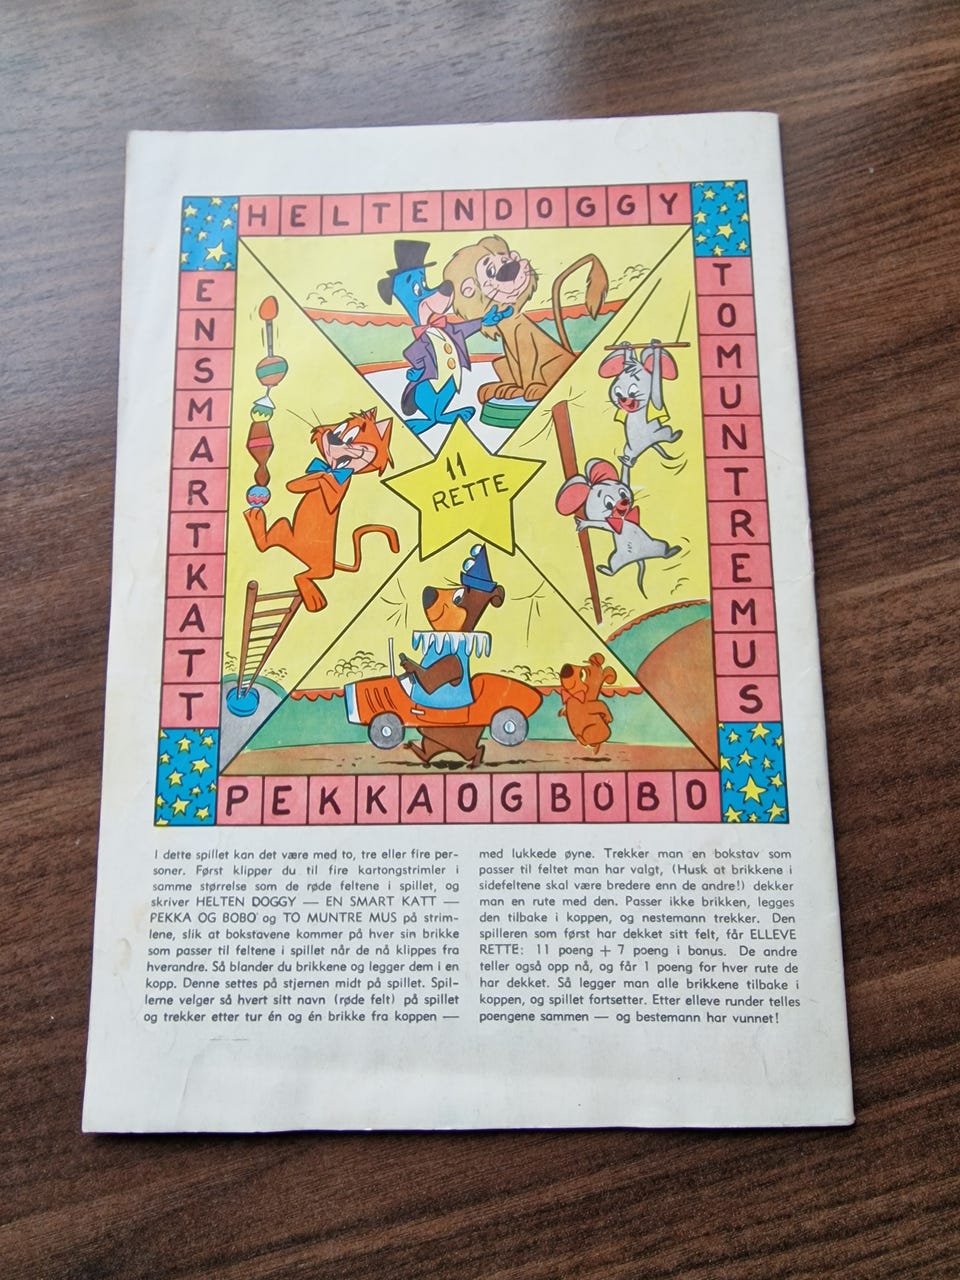 HELTENDOGGY
ENSMARTKATT
TOMUNTREMUS
11
RETTE
PEKKAOGBOBO
I dette spillet kan det være med to, tre eller fire per-
soner. Først klipper du til fire kartongstrimler i
samme størrelse som de røde feltene i spillet, og
skriver HELTEN DOGGY — EN SMART KATT —
PEKKA OG BOBO og TO MUNTRE MUS på strim-
lene, slik at bokstavene kommer på hver sin brikke
som passer til feltene i spillet når de nå klippes fra
hverandre. Så blander du brikkene og legger dem i en
kopp. Denne settes på stjernen midt på spillet. Spil-
lerne velger så hvert sitt navn (røde felt) på spillet
og trekker etter tur én og én brikke fra koppen —
med lukkede øyne. Trekker man en bokstav som
passer til feltet man har valgt, (Husk at brikkene i
sidefeltene skal være bredere enn de andre!) dekker
man en rute med den. Passer ikke brikken, legges
den tilbake i koppen, og nestemann trekker. Den
spilleren som først har dekket sitt felt, får ELLEVE
RETTE: 11 poeng + 7 poeng i bonus. De andre
teller også opp nå, og får 1 poeng for hver rute de
har dekket. Så legger man alle brikkene tilbake i
koppen, og spillet fortsetter. Etter elleve runder telles
poengene sammen — og bestemann har vunnet!